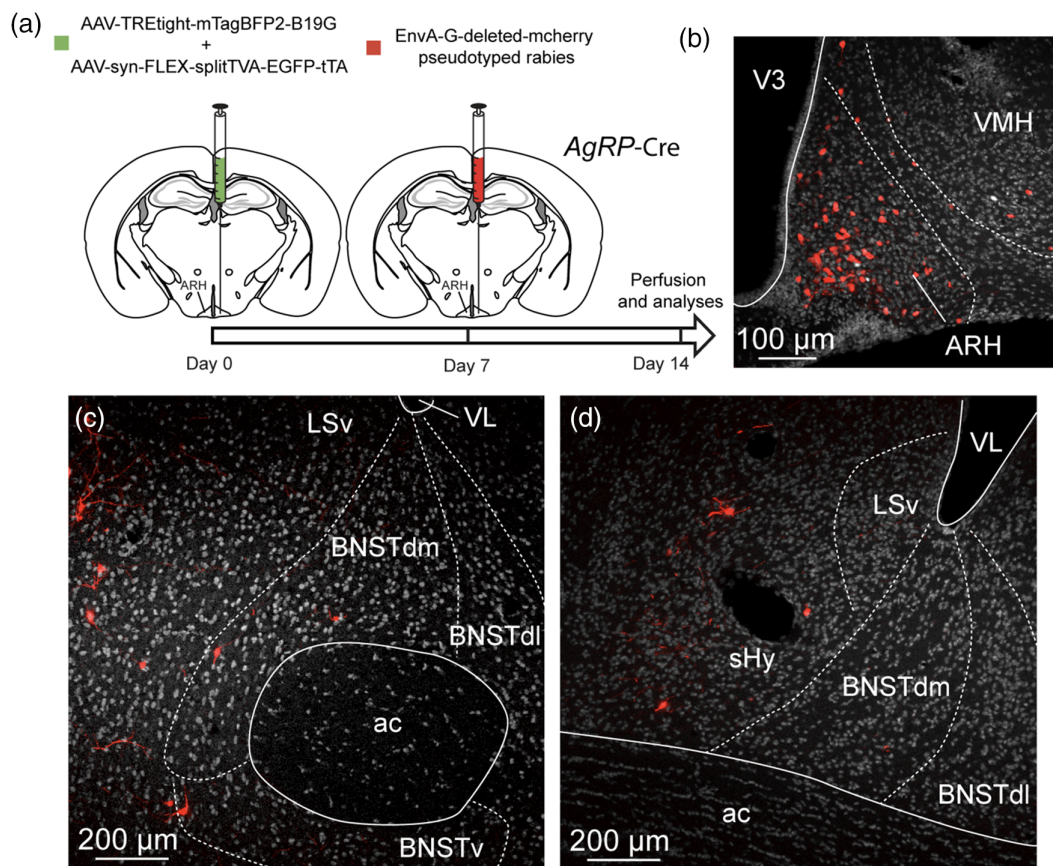 (a)
AAV-TREtight-mTagBFP2-B19G
+
AAV-syn-FLEX-splitTVA-EGFP-tTA
EnvA-G-deleted-mcherry
pseudotyped rabies
AgRP-Cre
ARH
ARH
Perfusion
and analyses
Day 0
Day 7
Day 14
(b)
V3
VMH
ARH
100 µm
(c)
LSv
VL
BNSTdm
BNSTdl
ac
BNSTv
200 µm
(d)
VL
LSv
sHy
BNSTdm
BNSTdl
ac
200 µm